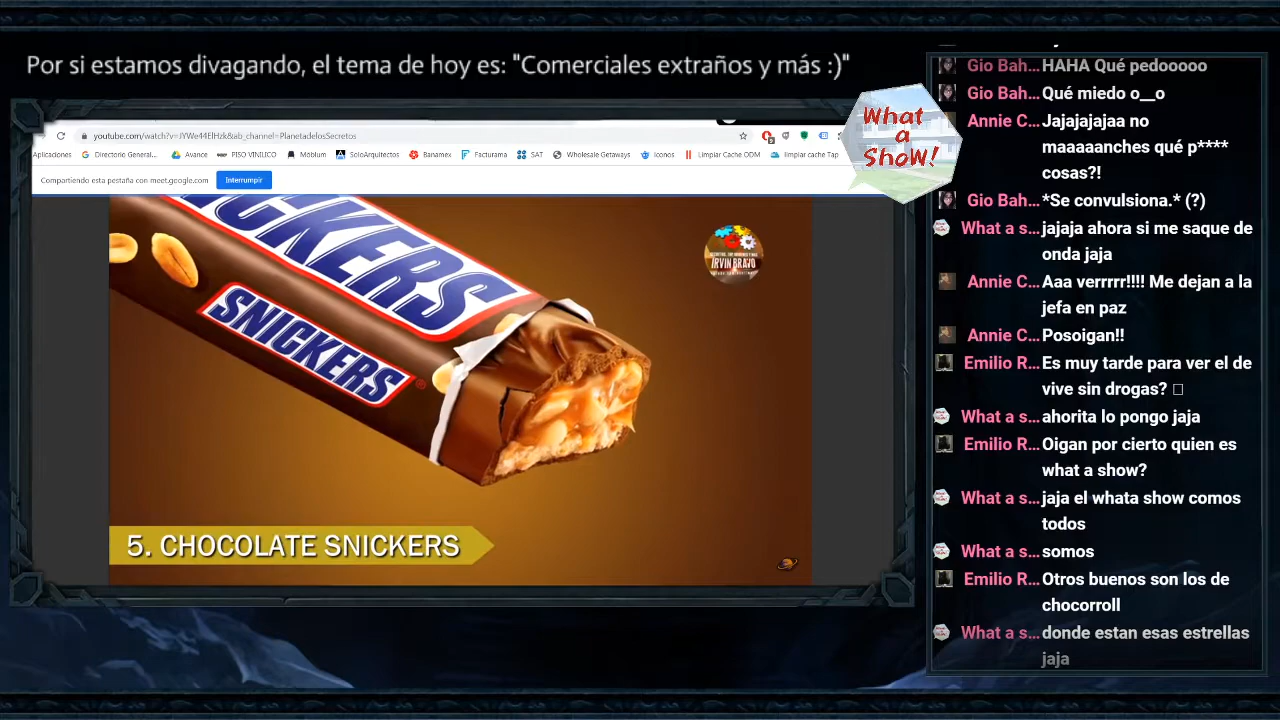 Por si estamos divagando, el tema de hoy es: "Comerciales extraños y más :)"
youtube.com/watch?v=JYWe44ElHzk&ab_channel=PlanetadelosSecretos
Aplicaciones Directorio General... Avance PISO VINILICO Möblum SoloArquitectos Banamex Facturama SAT Wholesale Getaways Iconos Limpiar Cache ODM limpiar cache Tap
Compartiendo esta pestaña con meet.google.com Interrumpir
What
a
ShoW!
SNICKERS
IRVIN BRAJO
5. CHOCOLATE SNICKERS
Gio Bah... HAHA Qué pedooooo
Gio Bah... Qué miedo o__o
Annie C... Jajajajajaa no
maaaaanches qué p****
cosas?!
Gio Bah... *Se convulsiona.* (?)
What a s... jajaja ahora si me saque de
onda jaja
Annie C... Aaa verrrrr!!!! Me dejan a la
jefa en paz
Annie C... Posoigan!!
Emilio R... Es muy tarde para ver el de
vive sin drogas?
What a s... ahorita lo pongo jaja
Emilio R... Oigan por cierto quien es
what a show?
What a s... jaja el whata show comos
todos
What a s... somos
Emilio R... Otros buenos son los de
chocorroll
What a s... donde estan esas estrellas
jaja